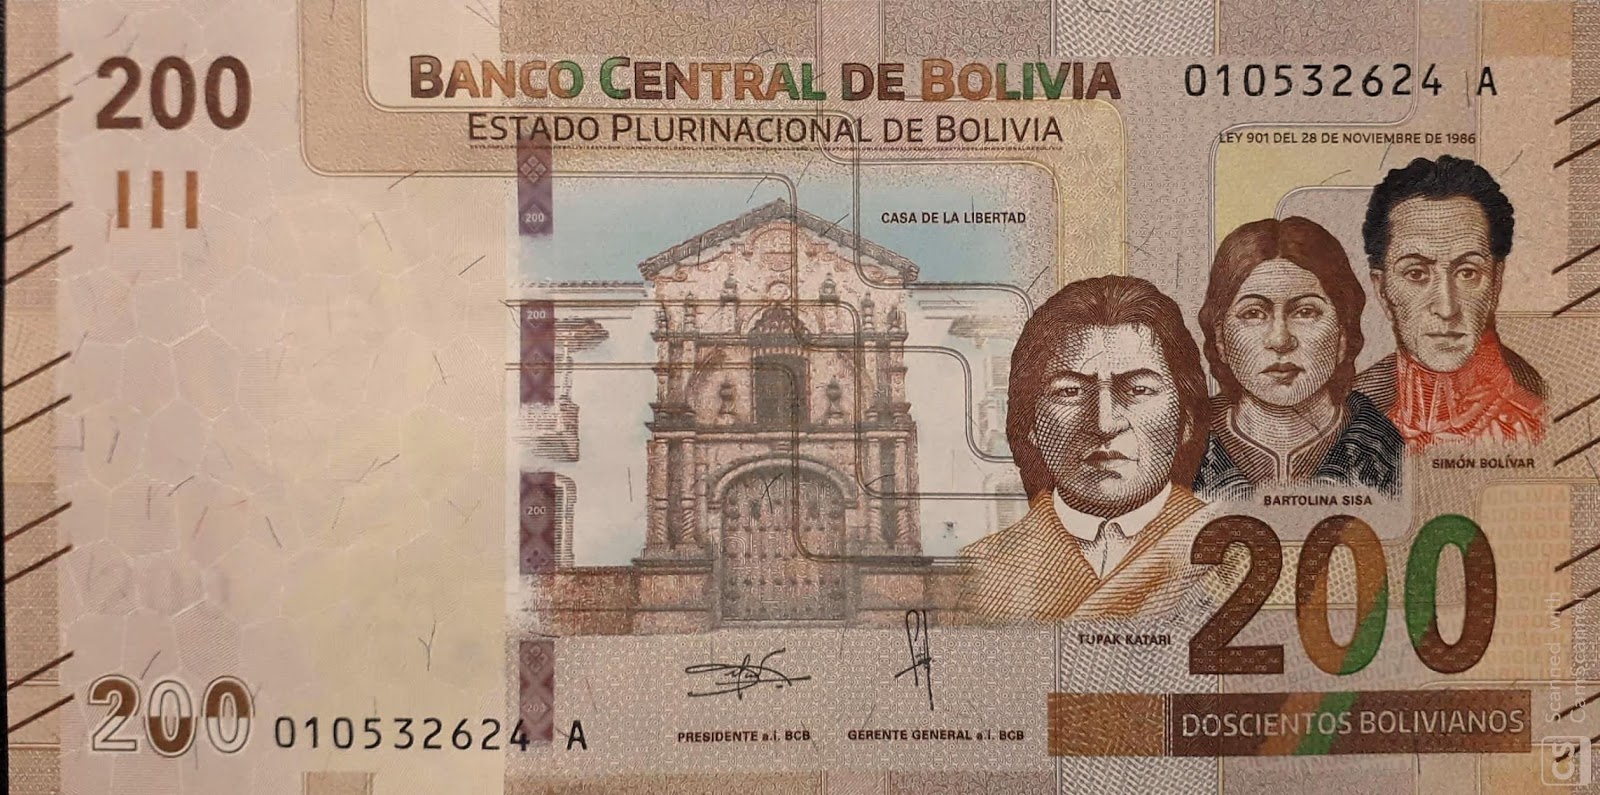 200
BANCO CENTRAL DE BOLIVIA
010532624 A
ESTADO PLURINACIONAL DE BOLIVIA
LEY 901 DEL 28 DE NOVIEMBRE DE 1986
CASA DE LA LIBERTAD
200
200
200
200
SIMÓN BOLÍVAR
BARTOLINA SISA
TUPAK KATARI
200
DOSCIENTOS BOLIVIANOS
200
010532624 A
PRESIDENTE a.i. BCB
GERENTE GENERAL a.i. BCB
CS
Scanned with
CamScanner